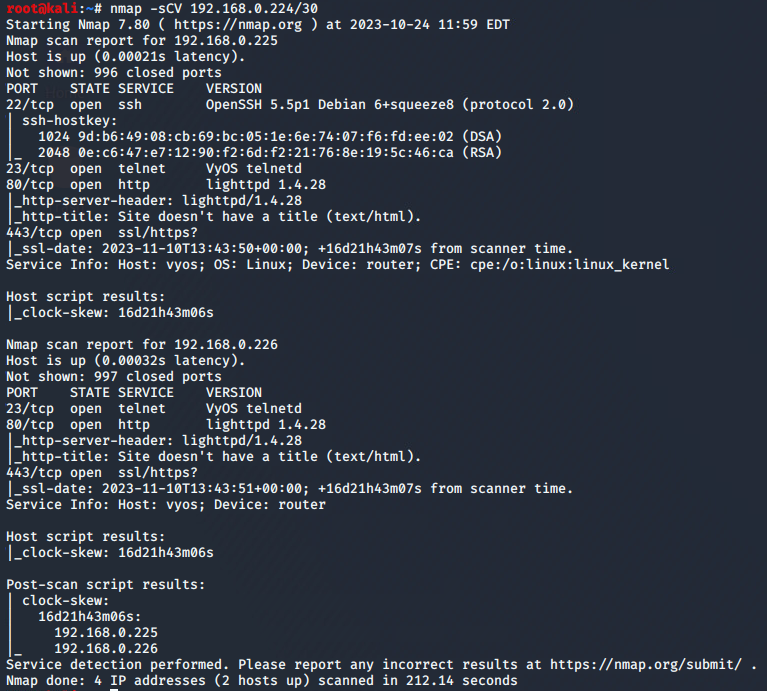 root@kali:~# nmap -sCV 192.168.0.224/30
Starting Nmap 7.80 ( https://nmap.org ) at 2023-10-24 11:59 EDT
Nmap scan report for 192.168.0.225
Host is up (0.00021s latency).
Not shown: 996 closed ports
PORT    STATE SERVICE    VERSION
22/tcp  open  ssh        OpenSSH 5.5p1 Debian 6+squeeze8 (protocol 2.0)
| ssh-hostkey:
|   1024 9d:b6:49:08:cb:69:bc:05:1e:6e:74:07:f6:fd:ee:02 (DSA)
|_  2048 0e:c6:47:e7:12:90:f2:6d:f2:21:76:8e:19:5c:46:ca (RSA)
23/tcp  open  telnet     VyOS telnetd
80/tcp  open  http       lighttpd 1.4.28
|_http-server-header: lighttpd/1.4.28
|_http-title: Site doesn't have a title (text/html).
443/tcp open  ssl/https?
|_ssl-date: 2023-11-10T13:43:50+00:00; +16d21h43m07s from scanner time.
Service Info: Host: vyos; OS: Linux; Device: router; CPE: cpe:/o:linux:linux_kernel
Host script results:
|_clock-skew: 16d21h43m06s
Nmap scan report for 192.168.0.226
Host is up (0.00032s latency).
Not shown: 997 closed ports
PORT    STATE SERVICE    VERSION
23/tcp  open  telnet     VyOS telnetd
80/tcp  open  http       lighttpd 1.4.28
|_http-server-header: lighttpd/1.4.28
|_http-title: Site doesn't have a title (text/html).
443/tcp open  ssl/https?
|_ssl-date: 2023-11-10T13:43:51+00:00; +16d21h43m07s from scanner time.
Service Info: Host: vyos; Device: router
Host script results:
|_clock-skew: 16d21h43m06s
Post-scan script results:
| clock-skew:
|   16d21h43m06s:
|     192.168.0.225
|_    192.168.0.226
Service detection performed. Please report any incorrect results at https://nmap.org/submit/ .
Nmap done: 4 IP addresses (2 hosts up) scanned in 212.14 seconds